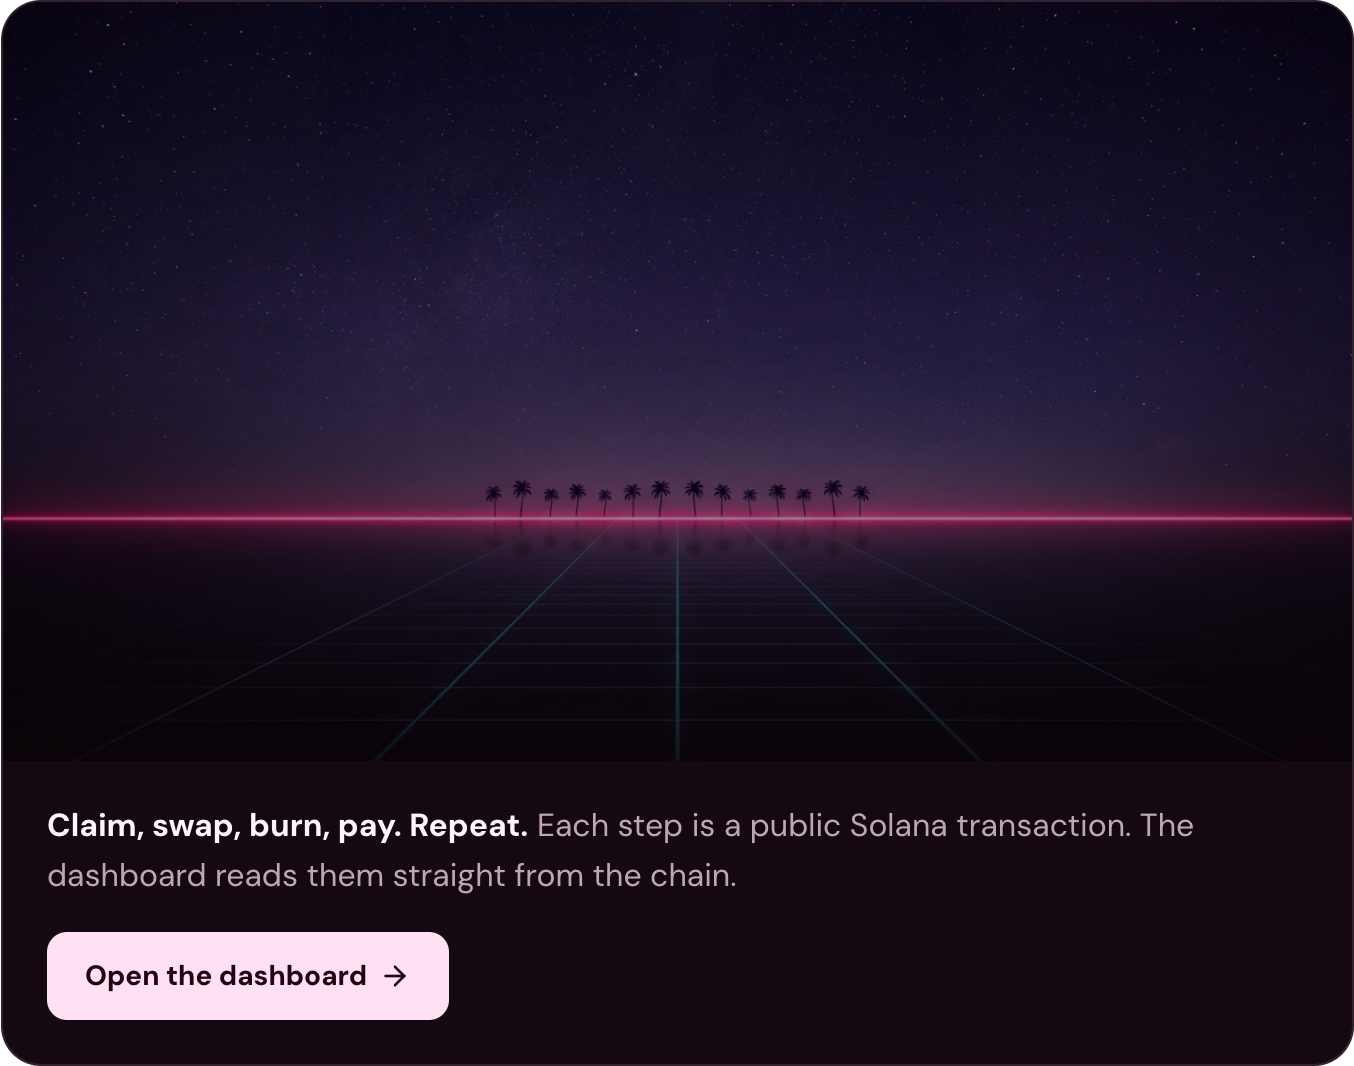 Claim, swap, burn, pay. Repeat. Each step is a public Solana transaction. The
dashboard reads them straight from the chain.
Open the dashboard →